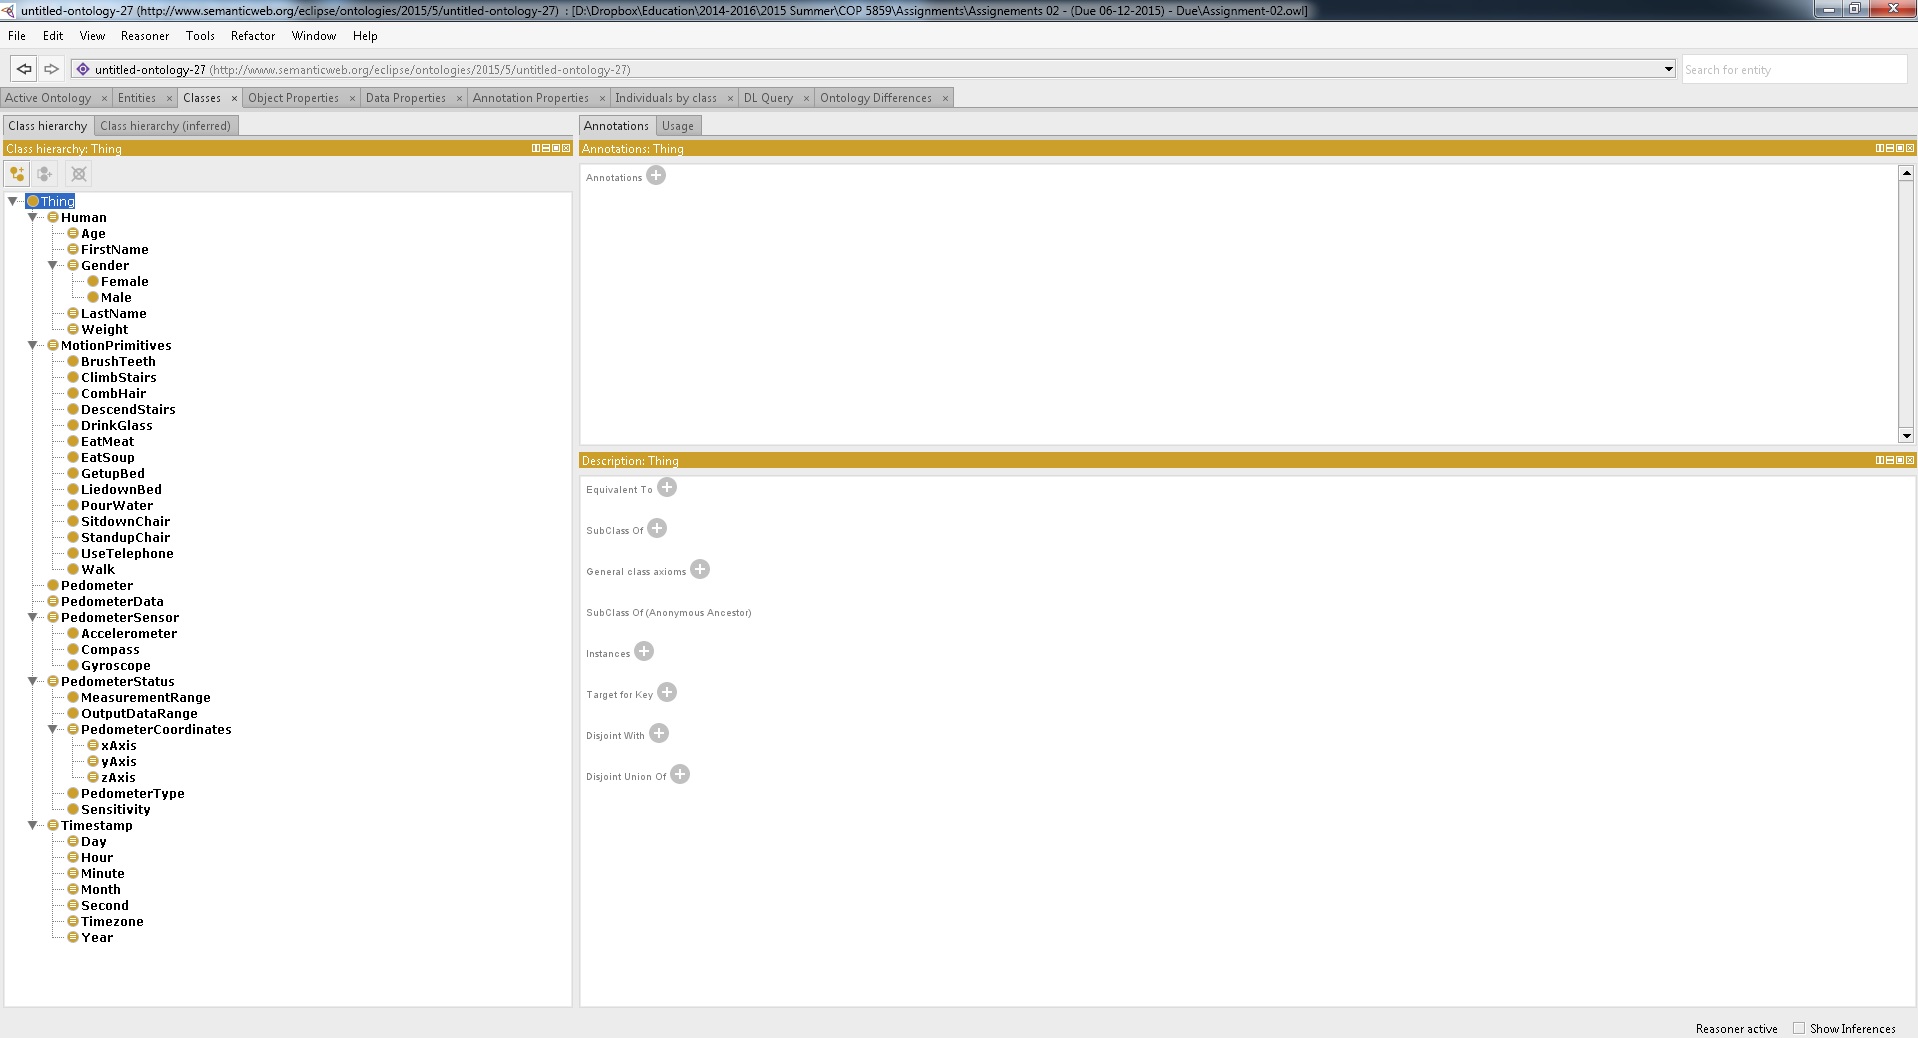 untitled-ontology-27 (http://www.semanticweb.org/eclipse/ontologies/2015/5/untitled-ontology-27) : [D:\Dropbox\Education\2014-2016\2015 Summer\COP 5859\Assignments\Assignements 02 - (Due 06-12-2015) - Due\Assignment-02.owl]
File Edit View Reasoner Tools Refactor Window Help
untitled-ontology-27 (http://www.semanticweb.org/eclipse/ontologies/2015/5/untitled-ontology-27) Search for entity
Active Ontology × Entities × Classes × Object Properties × Data Properties × Annotation Properties × Individuals by class × DL Query × Ontology Differences ×
Class hierarchy Class hierarchy (inferred)
Class hierarchy: Thing
Thing
Human
Age
FirstName
Gender
Female
Male
LastName
Weight
MotionPrimitives
BrushTeeth
ClimbStairs
CombHair
DescendStairs
DrinkGlass
EatMeat
EatSoup
GetupBed
LiedownBed
PourWater
SitdownChair
StandupChair
UseTelephone
Walk
Pedometer
PedometerData
PedometerSensor
Accelerometer
Compass
Gyroscope
PedometerStatus
MeasurementRange
OutputDataRange
PedometerCoordinates
xAxis
yAxis
zAxis
PedometerType
Sensitivity
Timestamp
Day
Hour
Minute
Month
Second
Timezone
Year
Annotations Usage
Annotations: Thing
Annotations
Description: Thing
Equivalent To
SubClass Of
General class axioms
SubClass Of (Anonymous Ancestor)
Instances
Target for Key
Disjoint With
Disjoint Union Of
Reasoner active Show Inferences